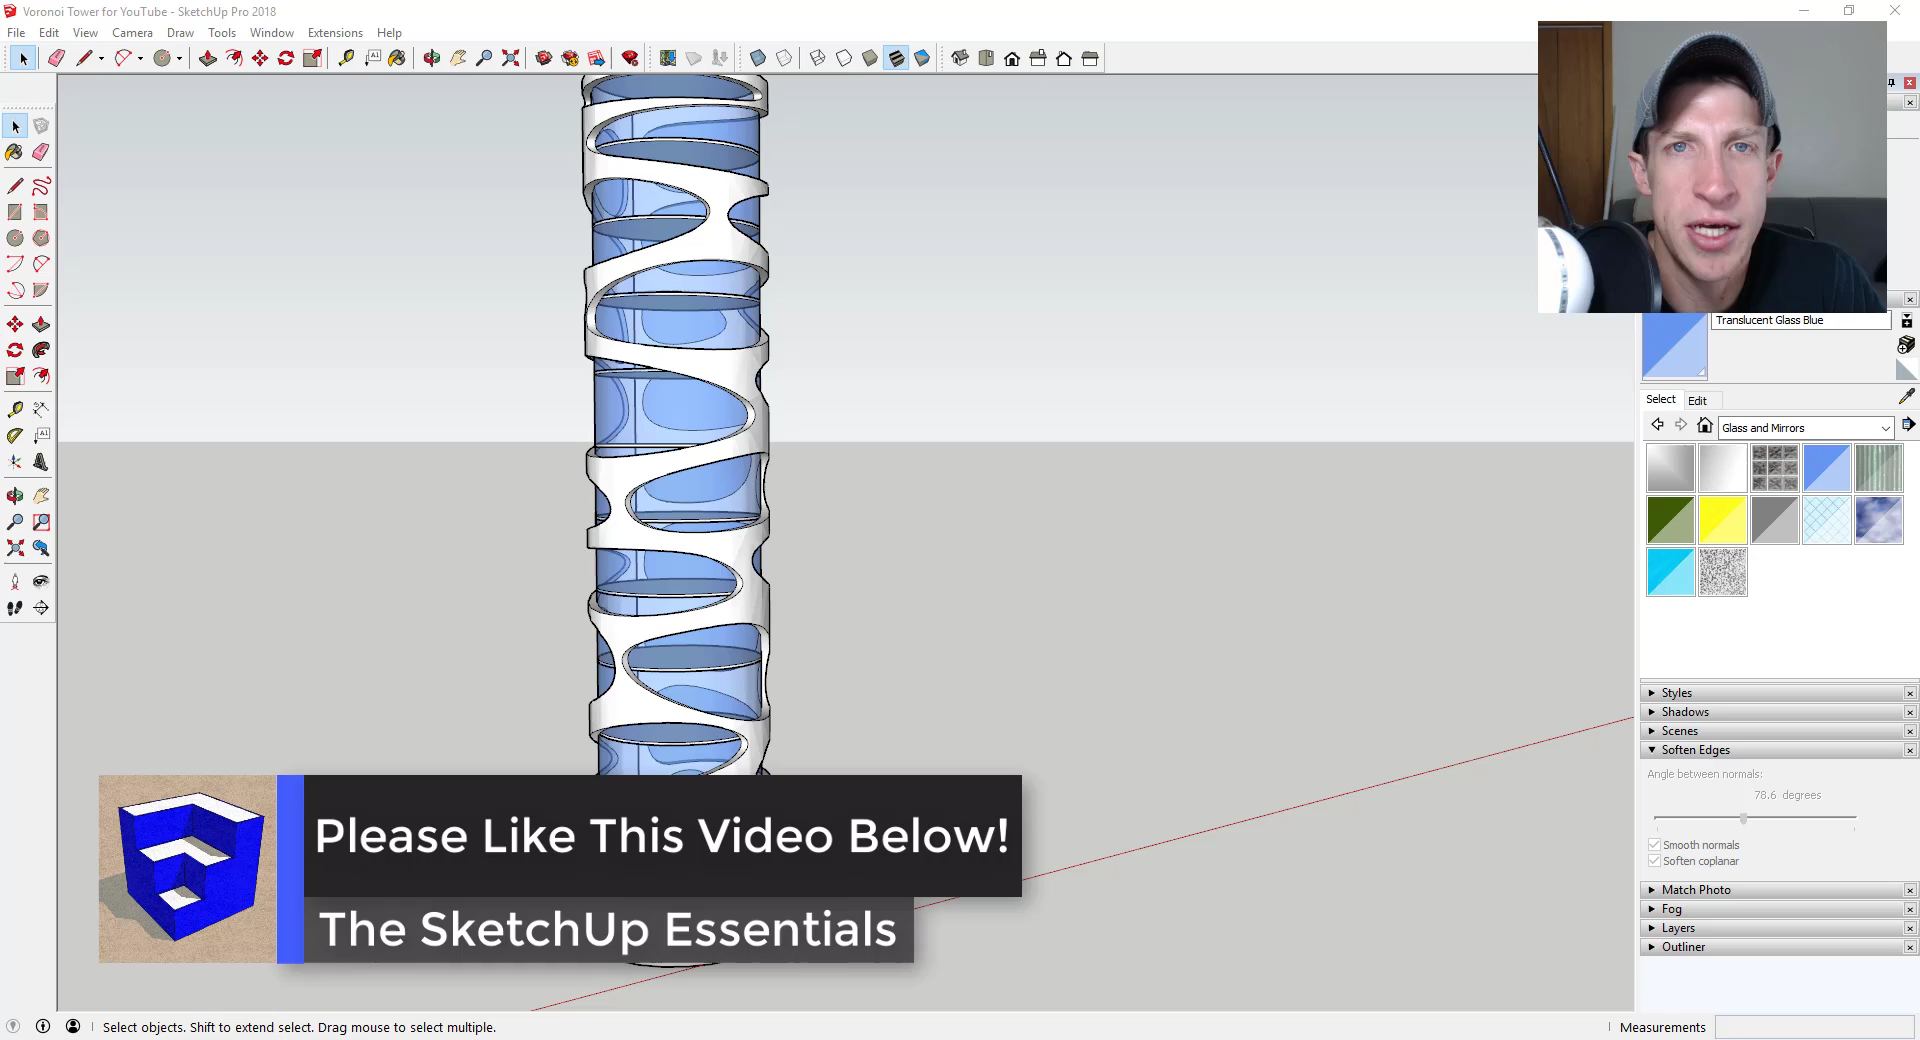 Voronoi Tower for YouTube - SketchUp Pro 2018
File Edit View Camera Draw Tools Window Extensions Help
Translucent Glass Blue
Select Edit
Glass and Mirrors
Styles
Shadows
Scenes
Soften Edges
Angle between normals:
78.6 degrees
Smooth normals
Soften coplanar
Match Photo
Fog
Layers
Outliner
Please Like This Video Below!
The SketchUp Essentials
Select objects. Shift to extend select. Drag mouse to select multiple.
Measurements